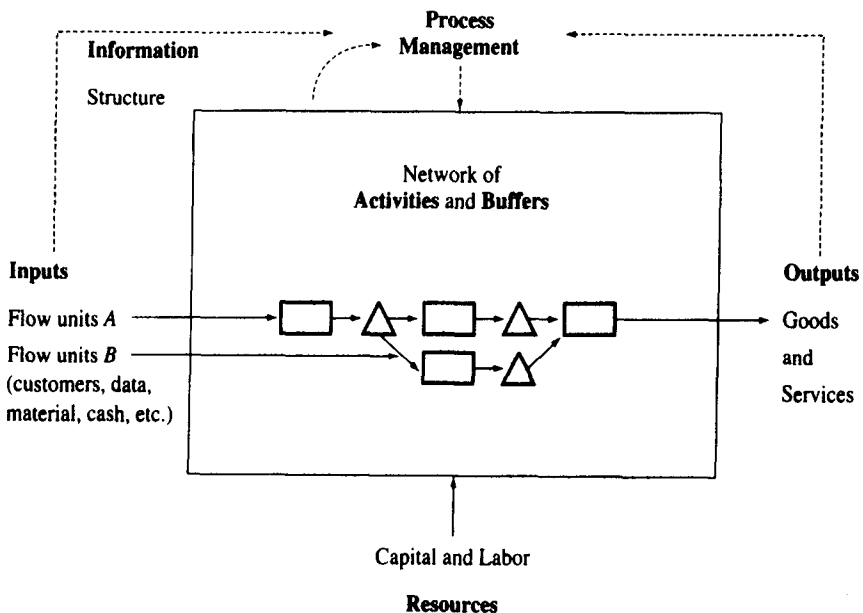 Process
Management
Information
Structure
Network of
Activities and Buffers
Inputs
Flow units A
Flow units B
(customers, data,
material, cash, etc.)
Outputs
Goods
and
Services
Capital and Labor
Resources